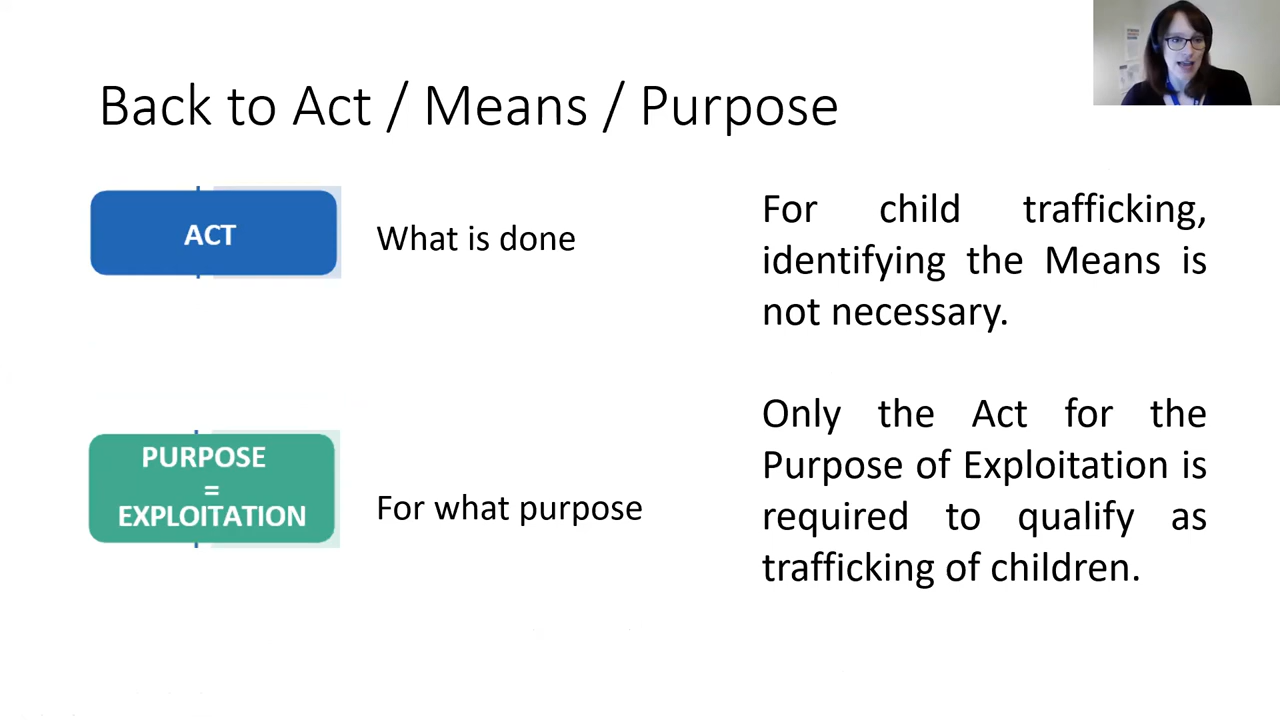 Back to Act / Means / Purpose
ACT
What is done
For child trafficking,
identifying the Means is
not necessary.
PURPOSE
=
EXPLOITATION
For what purpose
Only the Act for the
Purpose of Exploitation is
required to qualify as
trafficking of children.